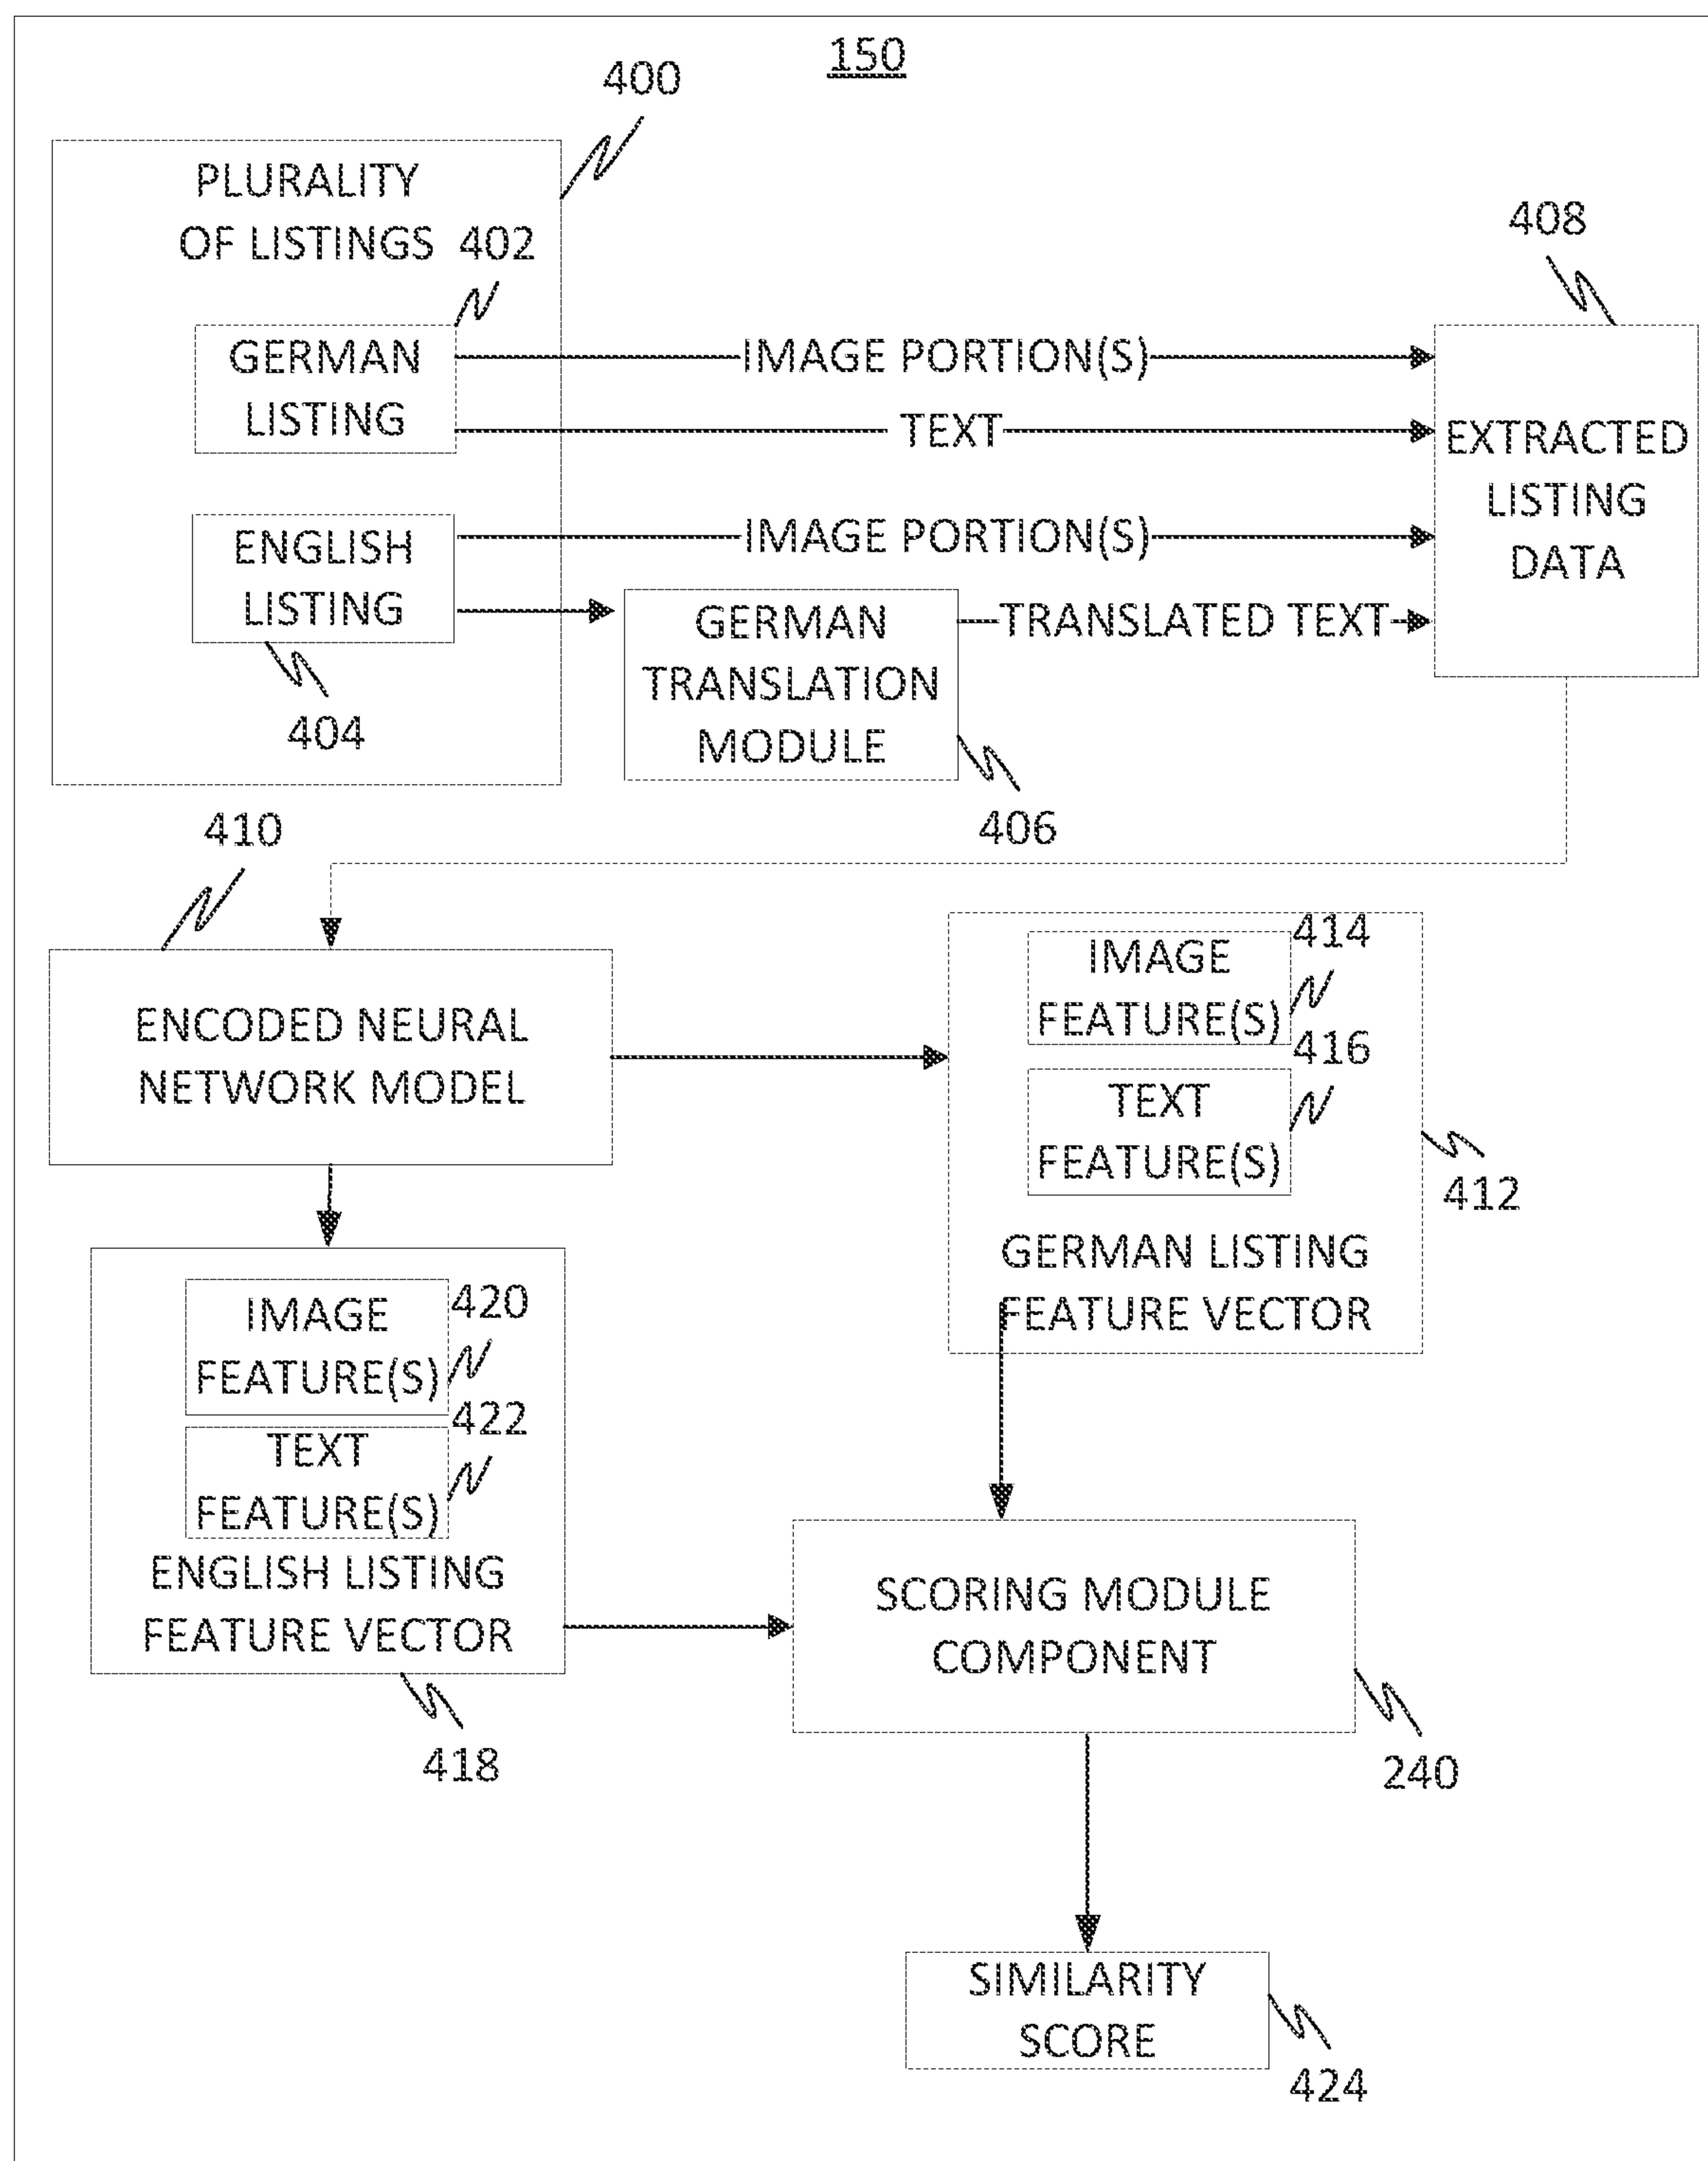 150
400
PLURALITY
OF LISTINGS
402
408
GERMAN
LISTING
IMAGE PORTION(S)
TEXT
EXTRACTED
LISTING
DATA
ENGLISH
LISTING
IMAGE PORTION(S)
404
GERMAN
TRANSLATION
MODULE
TRANSLATED TEXT
406
410
ENCODED NEURAL
NETWORK MODEL
414
IMAGE
FEATURE(S)
416
TEXT
FEATURE(S)
412
GERMAN LISTING
FEATURE VECTOR
420
IMAGE
FEATURE(S)
422
TEXT
FEATURE(S)
ENGLISH LISTING
FEATURE VECTOR
418
SCORING MODULE
COMPONENT
240
SIMILARITY
SCORE
424